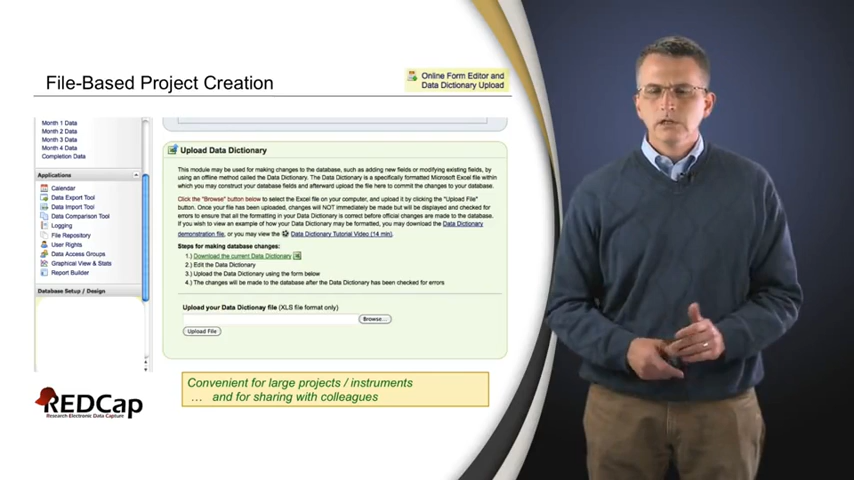 File-Based Project Creation
Online Form Editor and
Data Dictionary Upload
Month 1 Data
Month 2 Data
Month 3 Data
Month 4 Data
Completion Data
Applications
Calendar
Data Export Tool
Data Import Tool
Data Comparison Tool
Logging
File Repository
User Rights
Data Access Groups
Graphical View & Stats
Report Builder
Database Setup / Design
Upload Data Dictionary
This module may be used for making changes to the database, such as adding new fields or modifying existing fields, by
using an offline method called the Data Dictionary. The Data Dictionary is a specifically formatted Microsoft Excel file within
which you may construct your database fields and afterward upload the file here to commit the changes to your database.
Click the "Browse" button below to select the Excel file on your computer, and upload it by clicking the "Upload File"
button. Once your file has been uploaded, changes will NOT immediately be made but will be displayed and checked for
errors to ensure that all the formatting in your Data Dictionary is correct before official changes are made to the database.
If you wish to view an example of how your Data Dictionary may be formatted, you may download the Data Dictionary
demonstration file, or you may view the Data Dictionary Tutorial Video (14 min).
Steps for making database changes:
1.) Download the current Data Dictionary
2.) Edit the Data Dictionary
3.) Upload the Data Dictionary using the form below
4.) The changes will be made to the database after the Data Dictionary has been checked for errors
Upload your Data Dictionay file (XLS file format only)
Browse...
Upload File
Convenient for large projects / instruments
... and for sharing with colleagues
REDCap
Research Electronic Data Capture